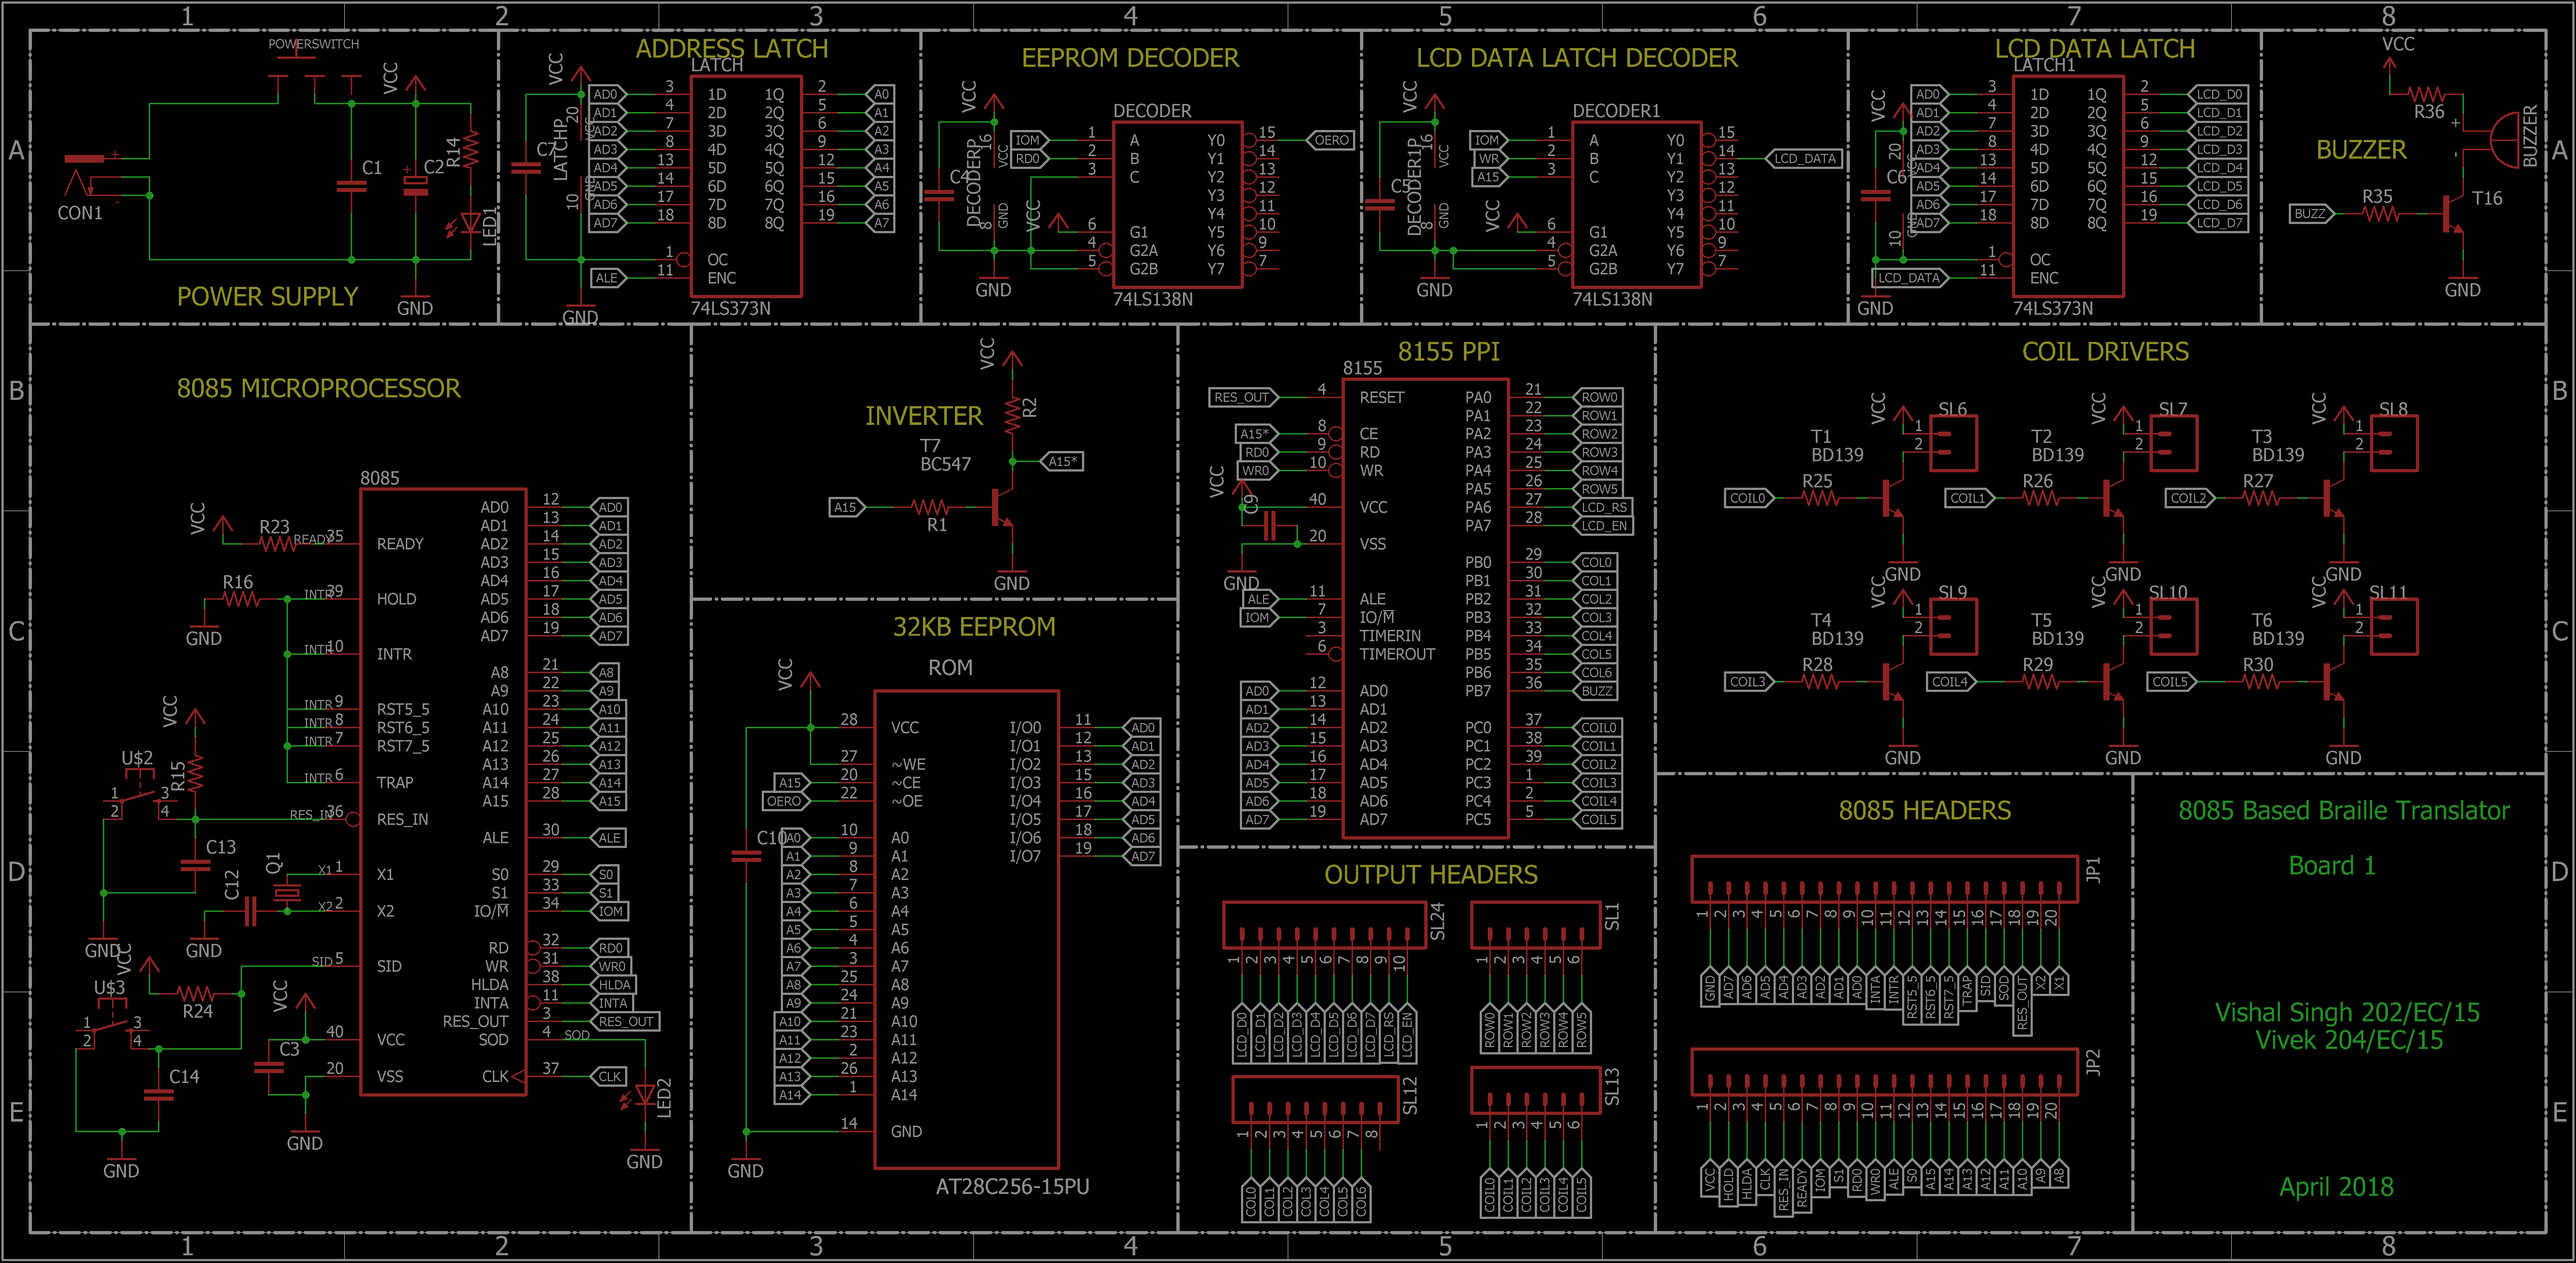 1 2 3 4 5 6 7 8
A
B
C
D
E
POWERSWITCH
VCC
CON1
+
-
C1
+
C2
R14
LED1
GND
POWER SUPPLY
ADDRESS LATCH
LATCH
VCC
C7
LATCHP
20
10
AD0 3 1D 1Q 2 A0
AD1 4 2D 2Q 5 A1
AD2 7 3D 3Q 6 A2
AD3 8 4D 4Q 9 A3
AD4 13 5D 5Q 12 A4
AD5 14 6D 6Q 15 A5
AD6 17 7D 7Q 16 A6
AD7 18 8D 8Q 19 A7
1 OC
ALE 11 ENC
74LS373N
GND
EEPROM DECODER
DECODER
VCC
C4
DECODERP
16 VCC
8 GND
IOM 1 A Y0 15 OERO
RD0 2 B Y1 14
3 C Y2 13
Y3 12
Y4 11
VCC 6 G1 Y5 10
4 G2A Y6 9
5 G2B Y7 7
GND
74LS138N
LCD DATA LATCH DECODER
DECODER1
VCC
C5
DECODER1P
16 VCC
8 GND
IOM 1 A Y0 15
WR 2 B Y1 14 LCD_DATA
A15 3 C Y2 13
Y3 12
Y4 11
VCC 6 G1 Y5 10
4 G2A Y6 9
5 G2B Y7 7
GND
74LS138N
LCD DATA LATCH
LATCH1
VCC
C6
20
10
AD0 3 1D 1Q 2 LCD_D0
AD1 4 2D 2Q 5 LCD_D1
AD2 7 3D 3Q 6 LCD_D2
AD3 8 4D 4Q 9 LCD_D3
AD4 13 5D 5Q 12 LCD_D4
AD5 14 6D 6Q 15 LCD_D5
AD6 17 7D 7Q 16 LCD_D6
AD7 18 8D 8Q 19 LCD_D7
1 OC
LCD_DATA 11 ENC
GND
74LS373N
VCC
R36
+
-
BUZZER
BUZZER
R35
BUZZ
T16
GND
8085 MICROPROCESSOR
8085
VCC R23 READY 35 READY
R16 INTR 39 HOLD
GND
INTR 10 INTR
INTR 9 RST5_5
INTR 8 RST6_5
INTR 7 RST7_5
INTR 6 TRAP
VCC
R15
U$2
1 3
2 4
RES_IN 36 RES_IN
C13
GND
Q1
X1 1 X1
C12
X2 2 X2
GND
VCC
SID 5 SID
R24
U$3
1 3
2 4
C14
GND
VCC
40 VCC
C3
20 VSS
GND
AD0 12 AD0
AD1 13 AD1
AD2 14 AD2
AD3 15 AD3
AD4 16 AD4
AD5 17 AD5
AD6 18 AD6
AD7 19 AD7
A8 21 A8
A9 22 A9
A10 23 A10
A11 24 A11
A12 25 A12
A13 26 A13
A14 27 A14
A15 28 A15
ALE 30 ALE
S0 29 S0
S1 33 S1
IO/M 34 IOM
RD 32 RD0
WR 31 WR0
HLDA 38 HLDA
INTA 11 INTA
RES_OUT 3 RES_OUT
SOD 4 SOD
CLK 37 CLK
LED2
GND
INVERTER
VCC
R2
T7
BC547
A15*
A15
R1
GND
32KB EEPROM
ROM
VCC
28 VCC
27 ~WE
A15 20 ~CE
OERO 22 ~OE
C10
A0 10 A0
A1 9 A1
A2 8 A2
A3 7 A3
A4 6 A4
A5 5 A5
A6 4 A6
A7 3 A7
A8 25 A8
A9 24 A9
A10 21 A10
A11 23 A11
A12 2 A12
A13 26 A13
A14 1 A14
14 GND
GND
I/O0 11 AD0
I/O1 12 AD1
I/O2 13 AD2
I/O3 15 AD3
I/O4 16 AD4
I/O5 17 AD5
I/O6 18 AD6
I/O7 19 AD7
AT28C256-15PU
8155 PPI
8155
RES_OUT 4 RESET
A15* 8 CE
RD0 9 RD
WR0 10 WR
VCC
C9
40 VCC
20 VSS
GND
ALE 11 ALE
IOM 7 IO/M
3 TIMERIN
6 TIMEROUT
AD0 12 AD0
AD1 13 AD1
AD2 14 AD2
AD3 15 AD3
AD4 16 AD4
AD5 17 AD5
AD6 18 AD6
AD7 19 AD7
PA0 21 ROW0
PA1 22 ROW1
PA2 23 ROW2
PA3 24 ROW3
PA4 25 ROW4
PA5 26 ROW5
PA6 27 LCD_RS
PA7 28 LCD_EN
PB0 29 COL0
PB1 30 COL1
PB2 31 COL2
PB3 32 COL3
PB4 33 COL4
PB5 34 COL5
PB6 35 COL6
PB7 36 BUZZ
PC0 37 COIL0
PC1 38 COIL1
PC2 39 COIL2
PC3 1 COIL3
PC4 2 COIL4
PC5 5 COIL5
OUTPUT HEADERS
SL24
1 2 3 4 5 6 7 8 9 10
LCD_D0 LCD_D1 LCD_D2 LCD_D3 LCD_D4 LCD_D5 LCD_D6 LCD_D7 LCD_RS LCD_EN
SL1
1 2 3 4 5 6
ROW0 ROW1 ROW2 ROW3 ROW4 ROW5
SL12
1 2 3 4 5 6 7 8
COL0 COL1 COL2 COL3 COL4 COL5 COL6
SL13
1 2 3 4 5 6
COIL0 COIL1 COIL2 COIL3 COIL4 COIL5
COIL DRIVERS
VCC SL6 1 2 T1 BD139 COIL0 R25 GND
VCC SL7 1 2 T2 BD139 COIL1 R26 GND
VCC SL8 1 2 T3 BD139 COIL2 R27 GND
VCC SL9 1 2 T4 BD139 COIL3 R28 GND
VCC SL10 1 2 T5 BD139 COIL4 R29 GND
VCC SL11 1 2 T6 BD139 COIL5 R30 GND
8085 HEADERS
JP1
1 2 3 4 5 6 7 8 9 10 11 12 13 14 15 16 17 18 19 20
GND AD7 AD6 AD5 AD4 AD3 AD2 AD1 AD0 INTA INTR RST5_5 RST6_5 RST7_5 TRAP SID SOD RES_OUT X2 X1
JP2
1 2 3 4 5 6 7 8 9 10 11 12 13 14 15 16 17 18 19 20
VCC HOLD HLDA CLK RES_IN READY IOM S1 RD0 WR0 ALE S0 A15 A14 A13 A12 A11 A10 A9 A8
8085 Based Braille Translator
Board 1
Vishal Singh 202/EC/15
Vivek 204/EC/15
April 2018
A
B
C
D
E
1 2 3 4 5 6 7 8